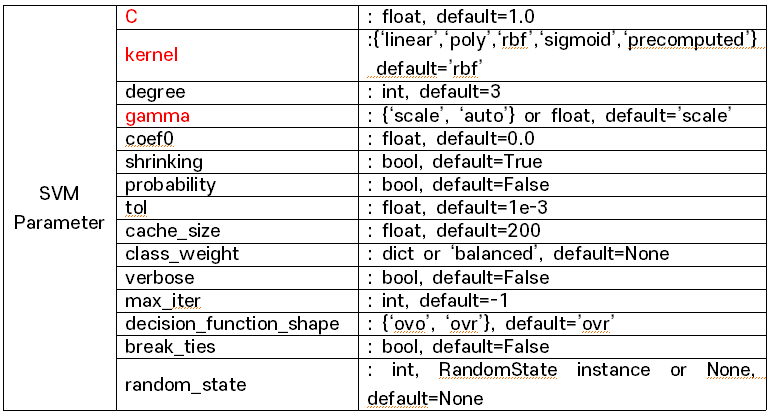 SVM
Parameter
C : float, default=1.0
kernel :{‘linear’,‘poly’,‘rbf’,‘sigmoid’,‘precomputed’}
default=’rbf’
degree : int, default=3
gamma : {‘scale’, ‘auto’} or float, default=’scale’
coef0 : float, default=0.0
shrinking : bool, default=True
probability : bool, default=False
tol : float, default=1e-3
cache_size : float, default=200
class_weight : dict or ‘balanced’, default=None
verbose : bool, default=False
max_iter : int, default=-1
decision_function_shape : {‘ovo’, ‘ovr’}, default=’ovr’
break_ties : bool, default=False
random_state : int, RandomState instance or None,
default=None